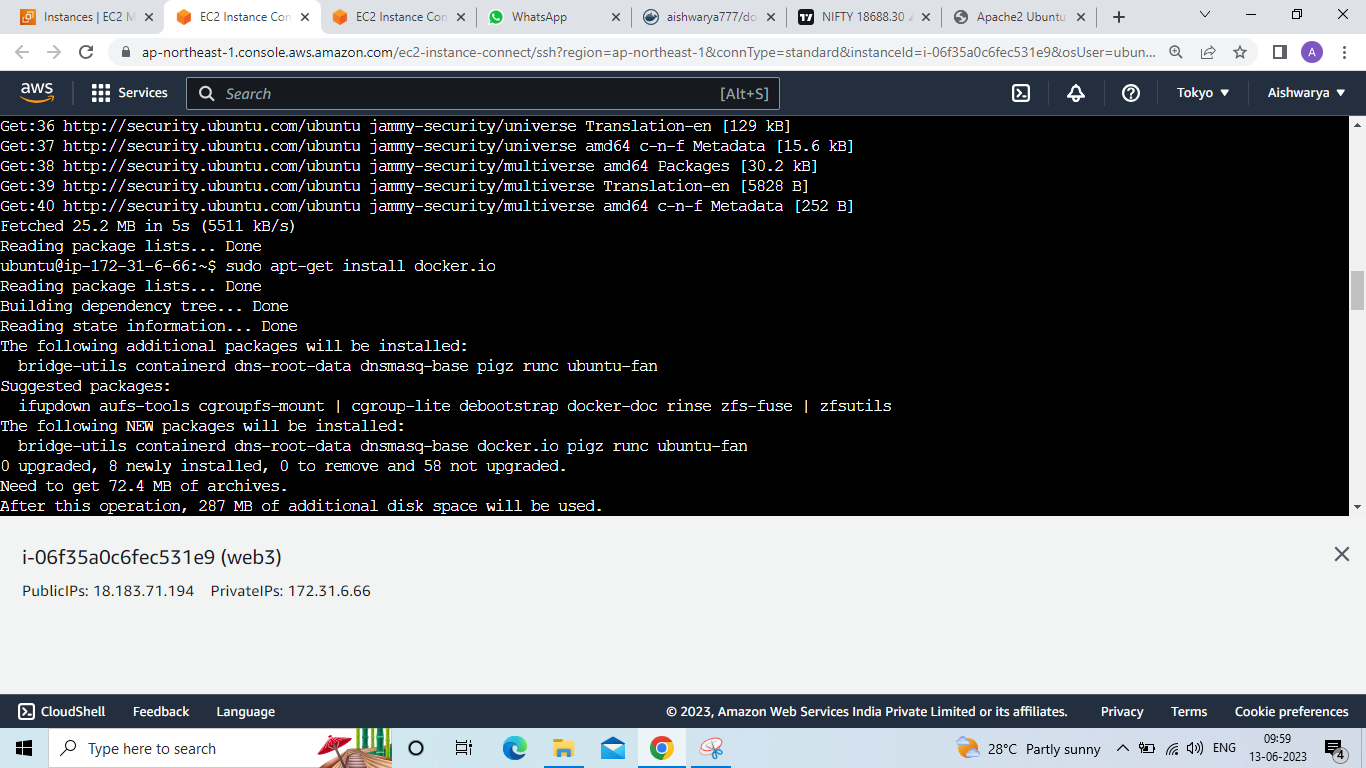 Instances | EC2 M
EC2 Instance Con
EC2 Instance Con
WhatsApp
aishwarya777/do
NIFTY 18688.30
Apache2 Ubuntu
ap-northeast-1.console.aws.amazon.com/ec2-instance-connect/ssh?region=ap-northeast-1&connType=standard&instanceId=i-06f35a0c6fec531e9&osUser=ubun...
A
aws
Services
Search
[Alt+S]
Tokyo
Aishwarya
Get:36 http://security.ubuntu.com/ubuntu jammy-security/universe Translation-en [129 kB]
Get:37 http://security.ubuntu.com/ubuntu jammy-security/universe amd64 c-n-f Metadata [15.6 kB]
Get:38 http://security.ubuntu.com/ubuntu jammy-security/multiverse amd64 Packages [30.2 kB]
Get:39 http://security.ubuntu.com/ubuntu jammy-security/multiverse Translation-en [5828 B]
Get:40 http://security.ubuntu.com/ubuntu jammy-security/multiverse amd64 c-n-f Metadata [252 B]
Fetched 25.2 MB in 5s (5511 kB/s)
Reading package lists... Done
ubuntu@ip-172-31-6-66:~$ sudo apt-get install docker.io
Reading package lists... Done
Building dependency tree... Done
Reading state information... Done
The following additional packages will be installed:
  bridge-utils containerd dns-root-data dnsmasq-base pigz runc ubuntu-fan
Suggested packages:
  ifupdown aufs-tools cgroupfs-mount | cgroup-lite debootstrap docker-doc rinse zfs-fuse | zfsutils
The following NEW packages will be installed:
  bridge-utils containerd dns-root-data dnsmasq-base docker.io pigz runc ubuntu-fan
0 upgraded, 8 newly installed, 0 to remove and 58 not upgraded.
Need to get 72.4 MB of archives.
After this operation, 287 MB of additional disk space will be used.
i-06f35a0c6fec531e9 (web3)
PublicIPs: 18.183.71.194 PrivateIPs: 172.31.6.66
CloudShell Feedback Language
© 2023, Amazon Web Services India Private Limited or its affiliates. Privacy Terms Cookie preferences
Type here to search
28°C Partly sunny
ENG
09:59
13-06-2023
4